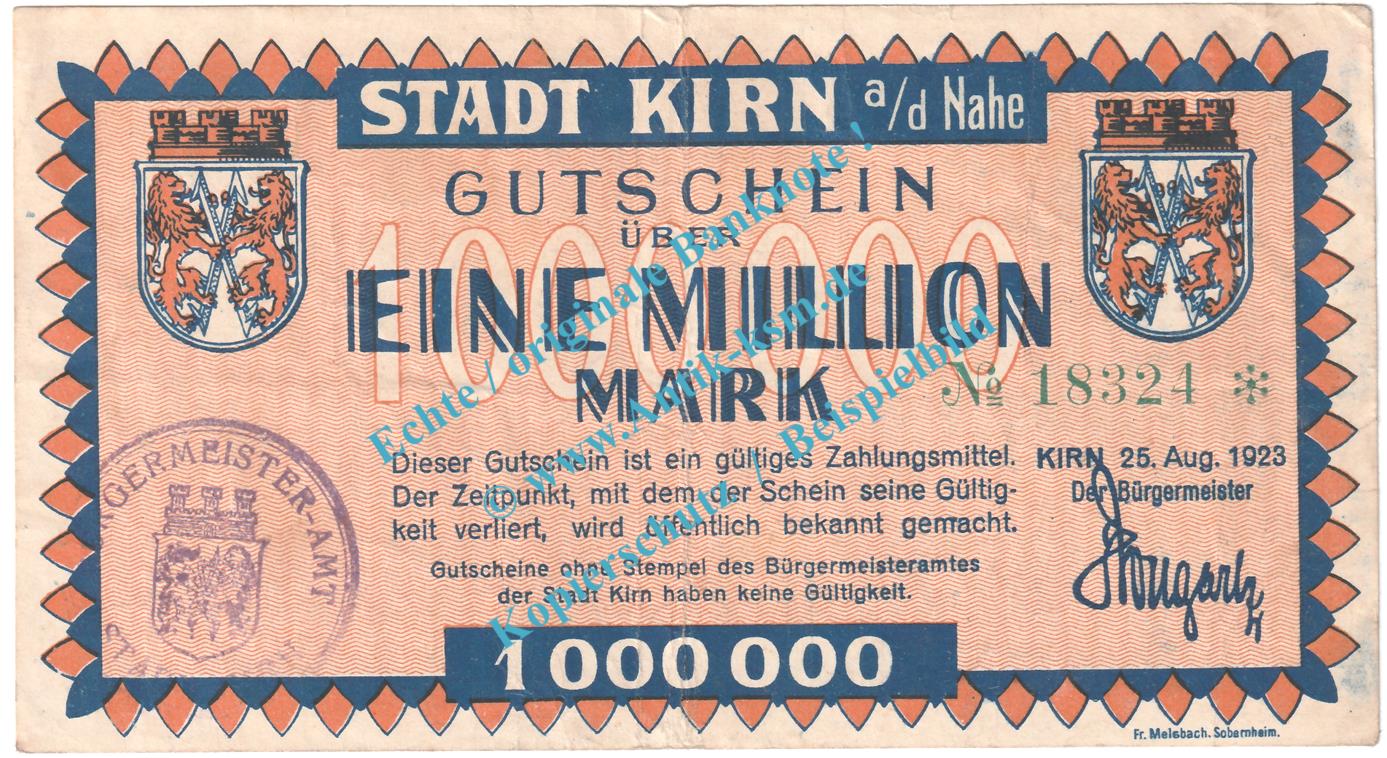 STADT KIRN a/d Nahe
GUTSCHEIN
ÜBER
1000000
EINE MILLION
MARK
№ 18324 *
Dieser Gutschein ist ein gültiges Zahlungsmittel.
Der Zeitpunkt, mit dem der Schein seine Gültig-
keit verliert, wird öffentlich bekannt gemacht.
Gutscheine ohne Stempel des Bürgermeisteramtes
der Stadt Kirn haben keine Gültigkeit.
KIRN 25. Aug. 1923
Der Bürgermeister
1000000
Fr. Melsbach. Sobernheim.
GERMEISTER-AMT
Echte / originale Banknote !
© www.Antik-ksm.de
Kopierschutz / Beispielbild